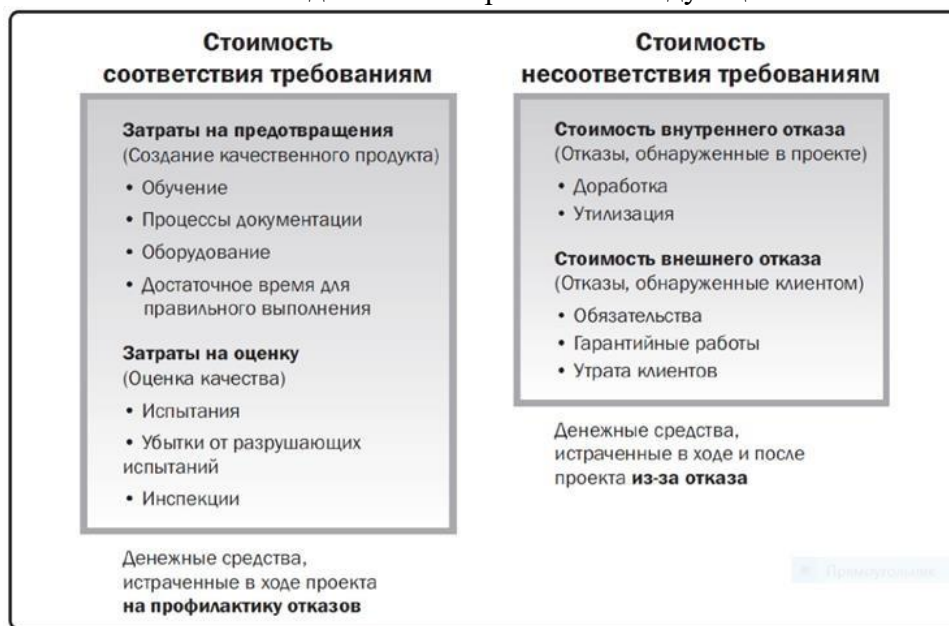 Стоимость
соответствия требованиям
Затраты на предотвращения
(Создание качественного продукта)
• Обучение
• Процессы документации
• Оборудование
• Достаточное время для
правильного выполнения
Затраты на оценку
(Оценка качества)
• Испытания
• Убытки от разрушающих
испытаний
• Инспекции
Денежные средства,
истраченные в ходе проекта
на профилактику отказов
Стоимость
несоответствия требованиям
Стоимость внутреннего отказа
(Отказы, обнаруженные в проекте)
• Доработка
• Утилизация
Стоимость внешнего отказа
(Отказы, обнаруженные клиентом)
• Обязательства
• Гарантийные работы
• Утрата клиентов
Денежные средства,
истраченные в ходе и после
проекта из-за отказа
Прямоугольник